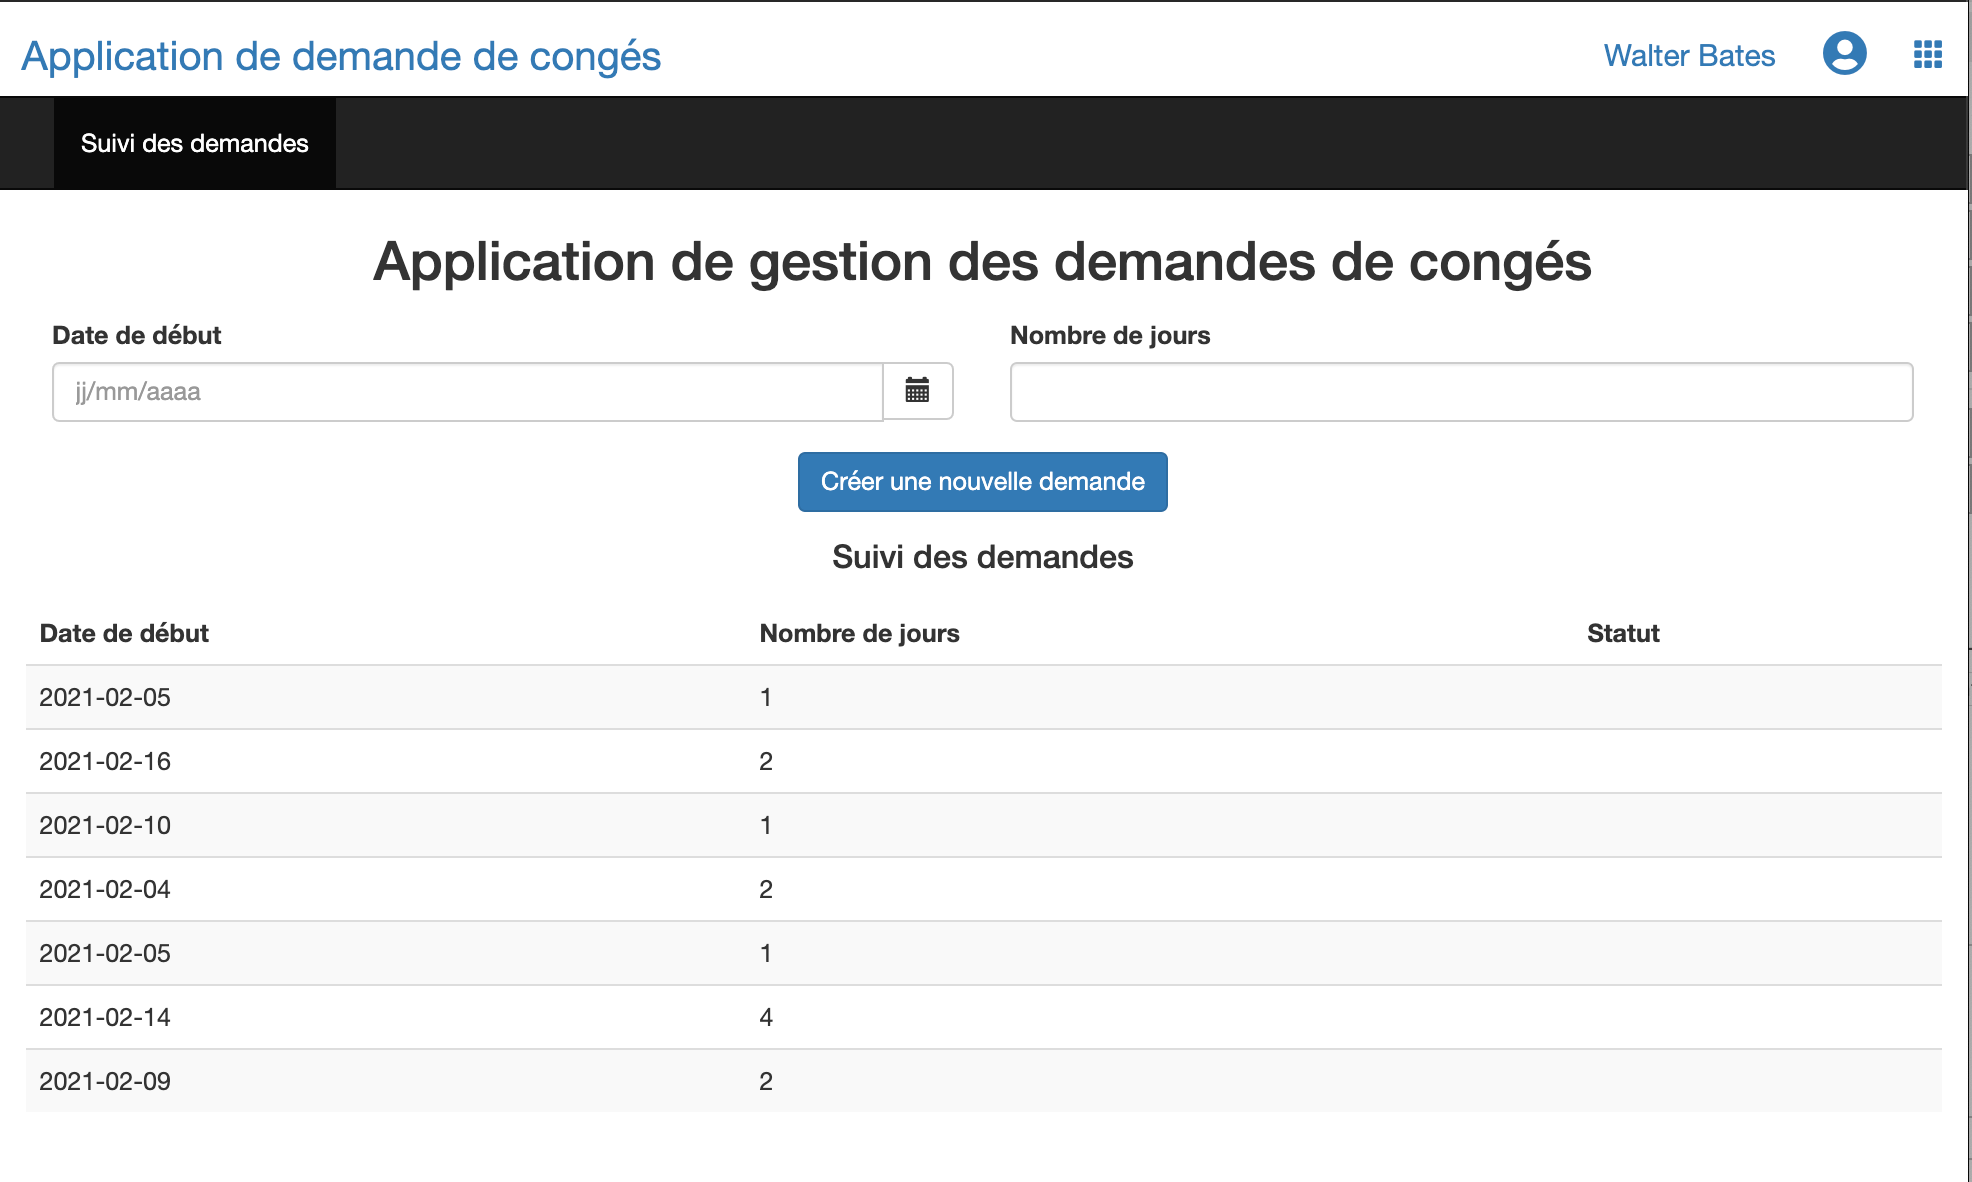 Application de demande de congés
Walter Bates
Suivi des demandes
Application de gestion des demandes de congés
Date de début Nombre de jours
jj/mm/aaaa
Créer une nouvelle demande
Suivi des demandes
Date de début Nombre de jours Statut
2021-02-05 1
2021-02-16 2
2021-02-10 1
2021-02-04 2
2021-02-05 1
2021-02-14 4
2021-02-09 2